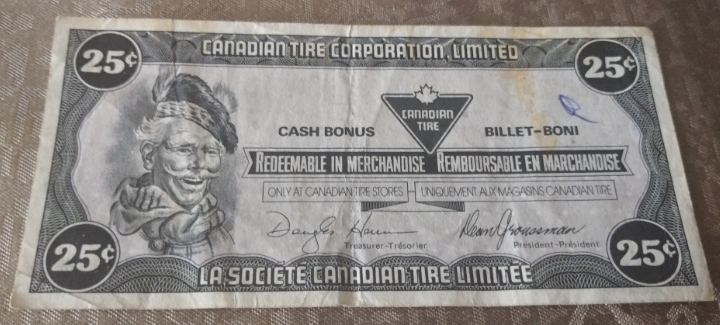 25¢ CANADIAN TIRE CORPORATION, LIMITED 25¢
CANADIAN
TIRE
CASH BONUS BILLET-BONI
REDEEMABLE IN MERCHANDISE REMBOURSABLE EN MARCHANDISE
ONLY AT CANADIAN TIRE STORES UNIQUEMENT AUX MAGASINS CANADIAN TIRE
Dean Groussman
Treasurer-Trésorier President-Président
25¢ LA SOCIÉTÉ CANADIAN TIRE LIMITÉE 25¢